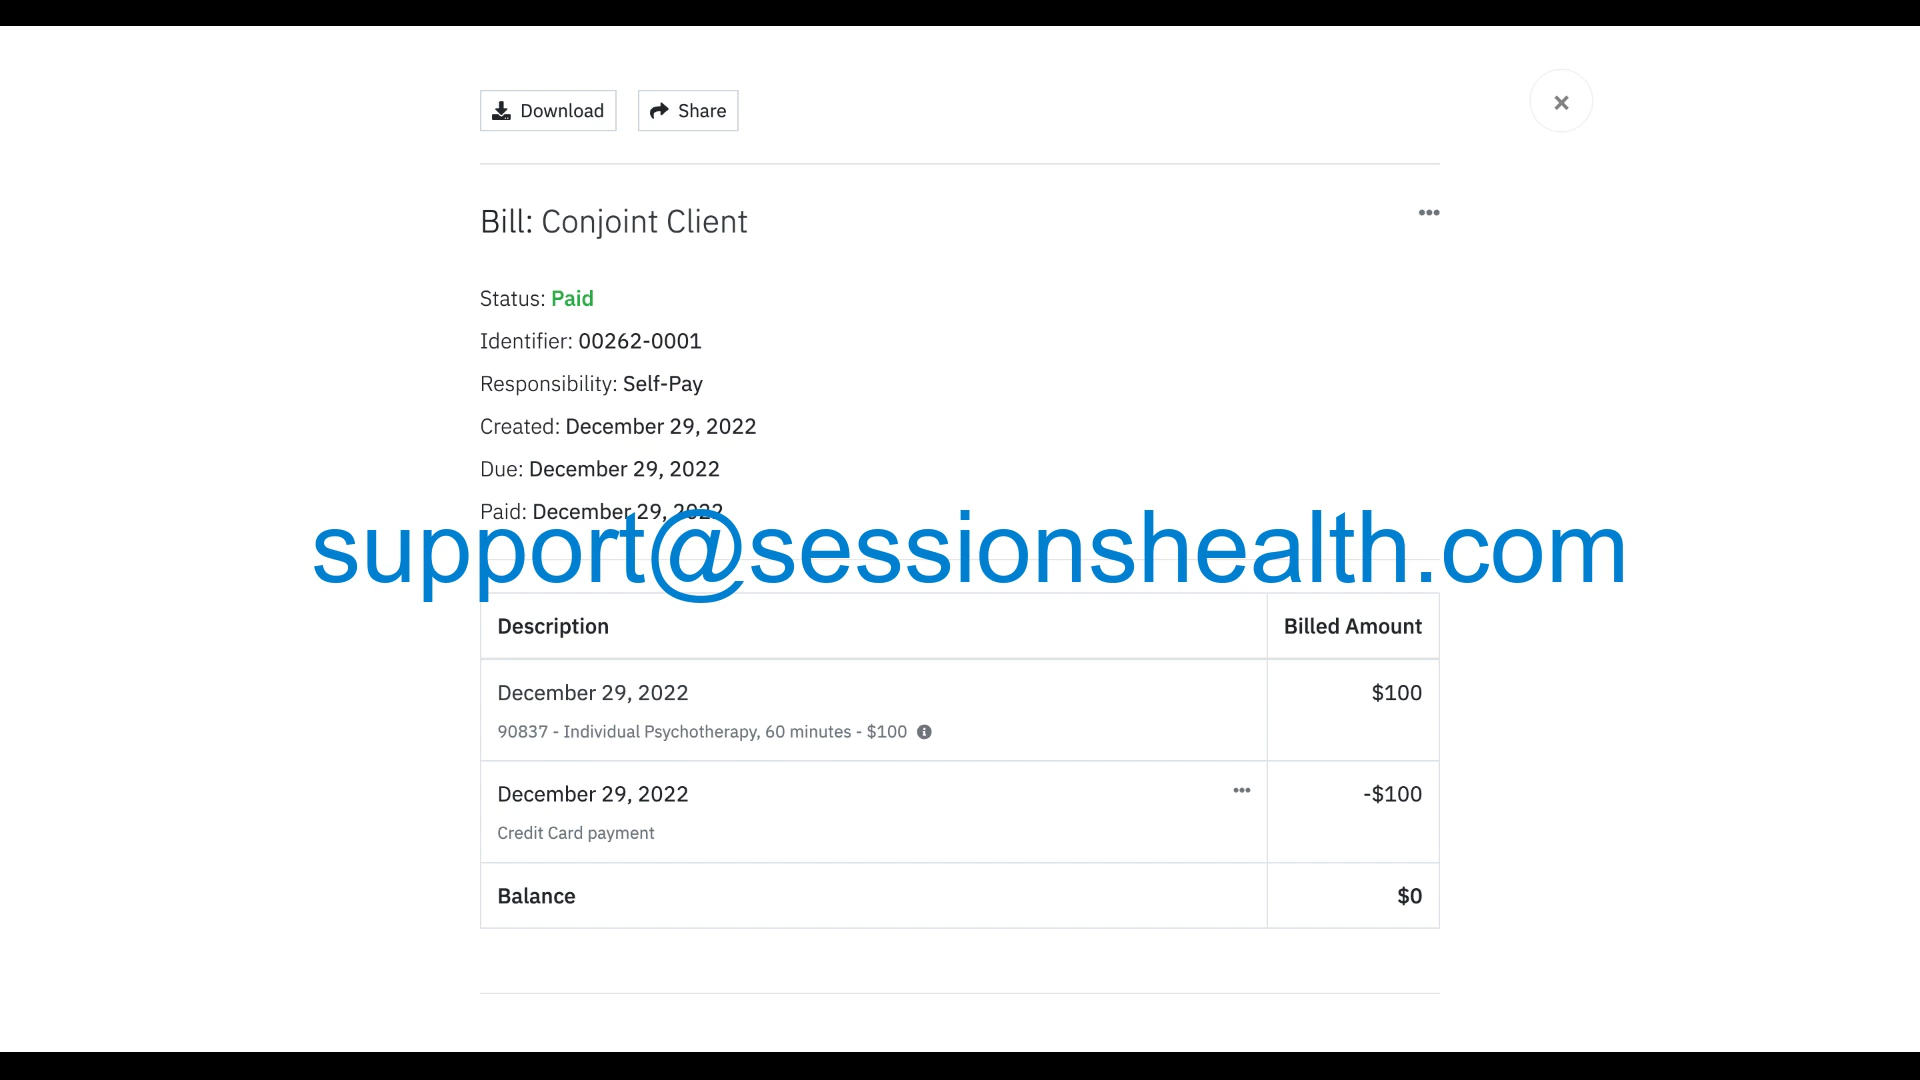 Download
Share
Bill: Conjoint Client
Status: Paid
Identifier: 00262-0001
Responsibility: Self-Pay
Created: December 29, 2022
Due: December 29, 2022
Paid: December 29, 2022
support@sessionshealth.com
Description
Billed Amount
December 29, 2022
$100
90837 - Individual Psychotherapy, 60 minutes - $100
December 29, 2022
-$100
Credit Card payment
Balance
$0